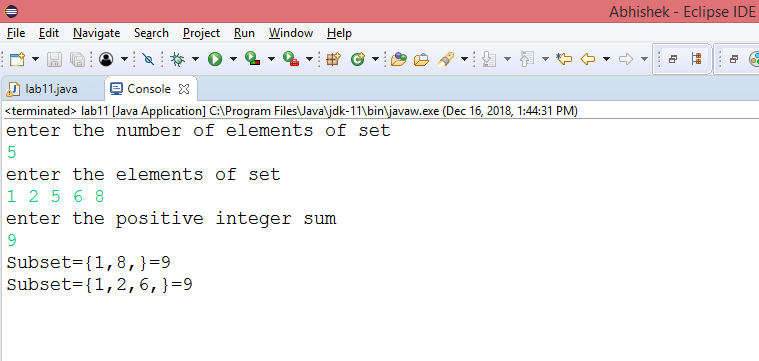 Abhishek - Eclipse IDE
File Edit Navigate Search Project Run Window Help
lab11.java Console
<terminated> lab11 [Java Application] C:\Program Files\Java\jdk-11\bin\javaw.exe (Dec 16, 2018, 1:44:31 PM)
enter the number of elements of set
5
enter the elements of set
1 2 5 6 8
enter the positive integer sum
9
Subset={1,8,}=9
Subset={1,2,6,}=9